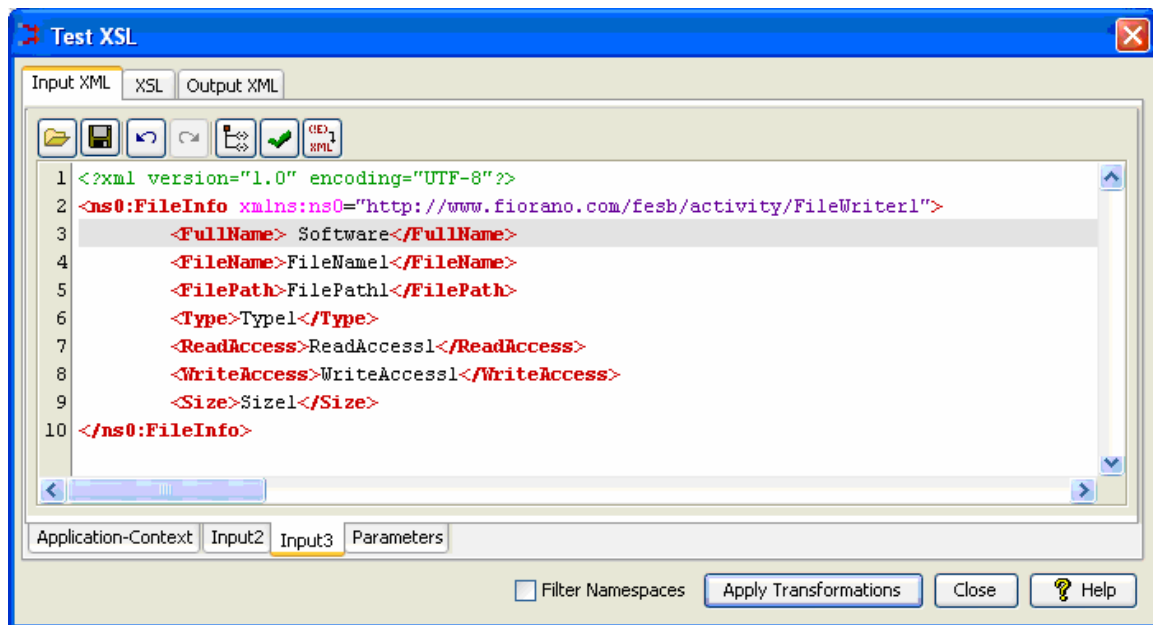 Test XSL
Input XML XSL Output XML
(IE) XML
1 <?xml version="1.0" encoding="UTF-8"?>
2 <ns0:FileInfo xmlns:ns0="http://www.fiorano.com/fesb/activity/FileWriter1">
3 <FullName> Software</FullName>
4 <FileName>FileName1</FileName>
5 <FilePath>FilePath1</FilePath>
6 <Type>Type1</Type>
7 <ReadAccess>ReadAccess1</ReadAccess>
8 <WriteAccess>WriteAccess1</WriteAccess>
9 <Size>Size1</Size>
10 </ns0:FileInfo>
Application-Context Input2 Input3 Parameters
Filter Namespaces Apply Transformations Close ? Help